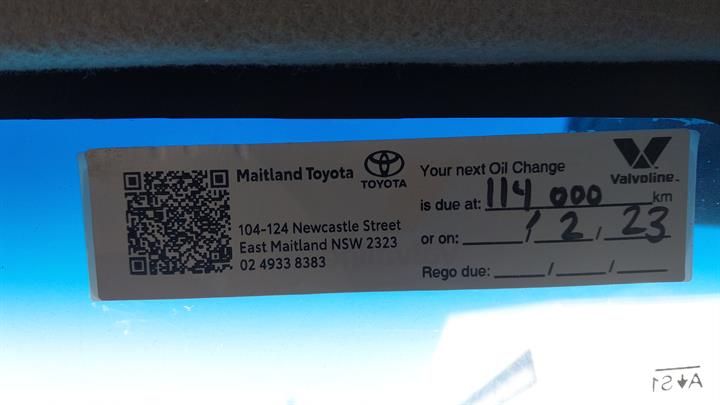 Maitland Toyota
TOYOTA
104-124 Newcastle Street
East Maitland NSW 2323
02 4933 8383
Your next Oil Change
is due at: 114 000 km
or on: / 2 / 23
Rego due: / /
Valvoline
AS1